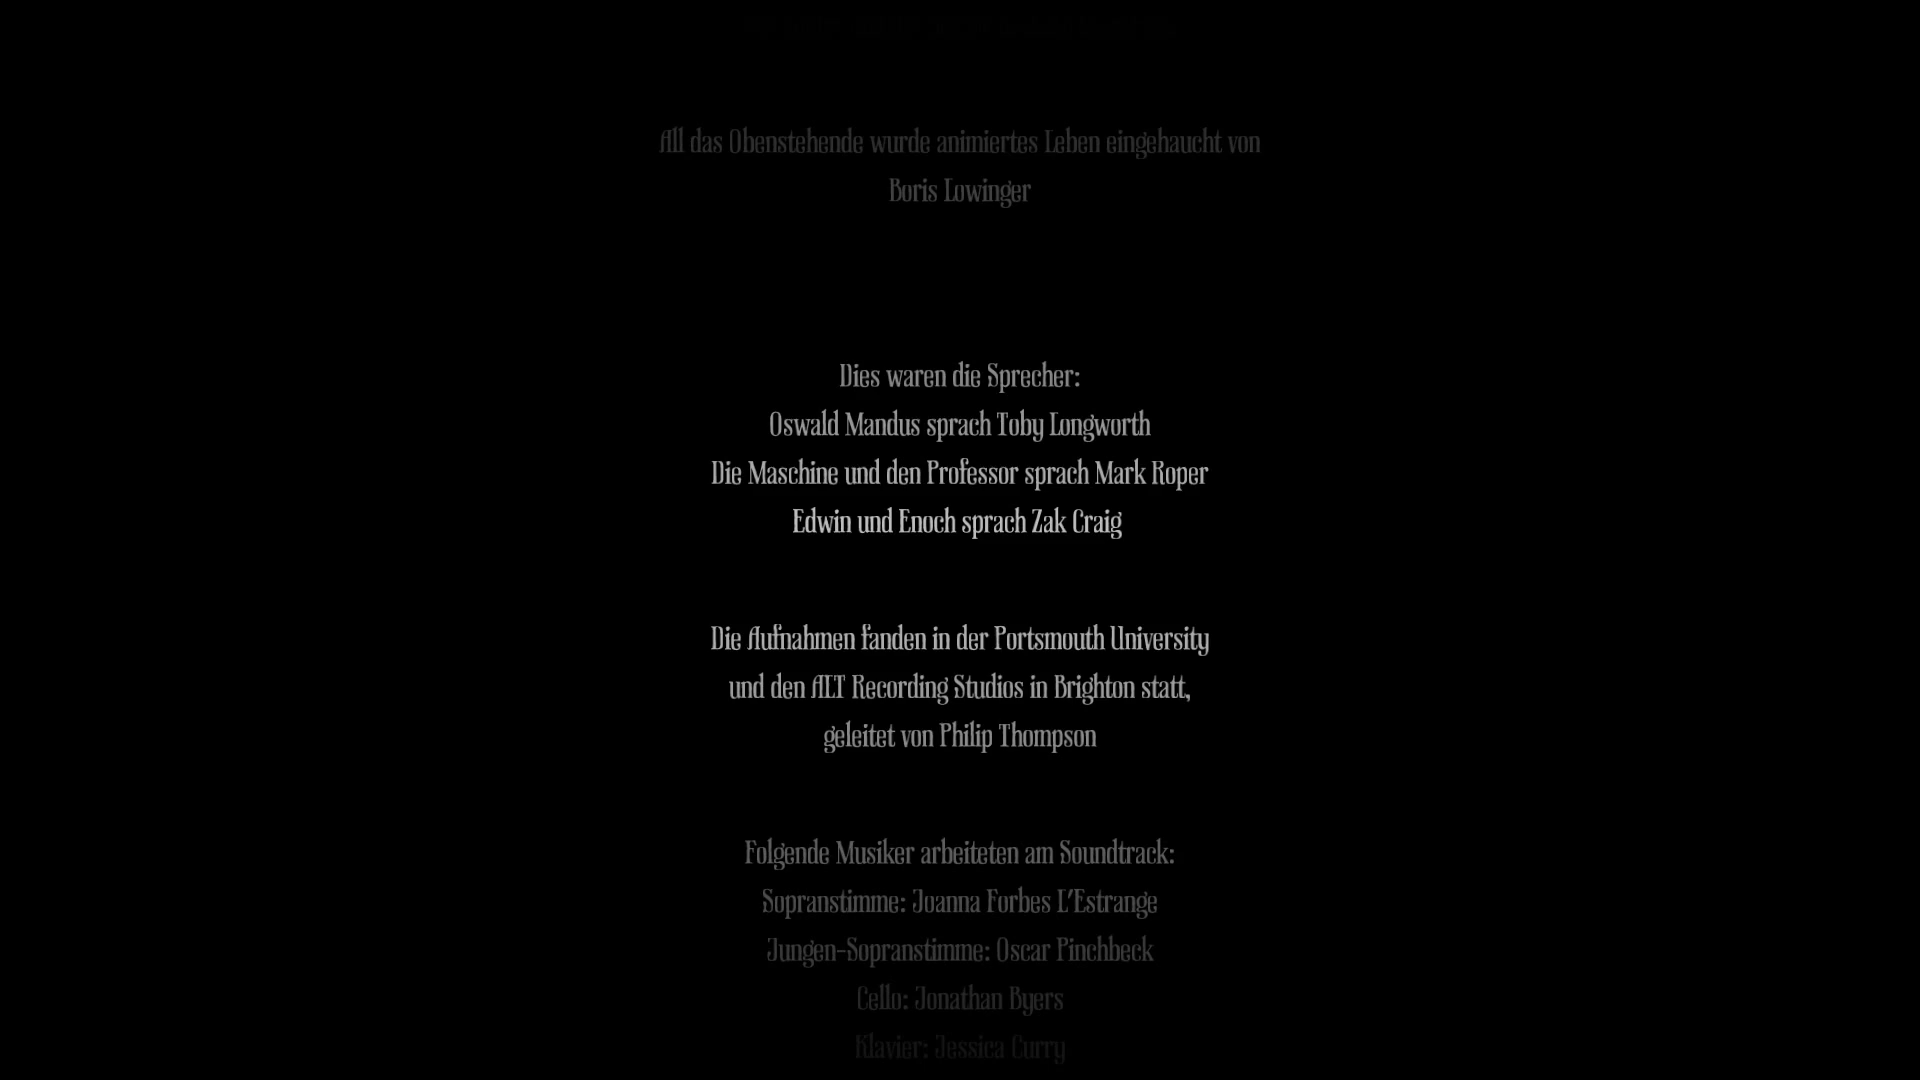 All das Obenstehende wurde animiertes Leben eingehaucht von
Boris Lowinger
Dies waren die Sprecher:
Oswald Mandus sprach Toby Longworth
Die Maschine und den Professor sprach Mark Roper
Edwin und Enoch sprach Zak Craig
Die Aufnahmen fanden in der Portsmouth University
und den ALT Recording Studios in Brighton statt,
geleitet von Philip Thompson
Folgende Musiker arbeiteten am Soundtrack:
Sopranstimme: Joanna Forbes L'Estrange
Jungen-Sopranstimme: Oscar Pinchbeck
Cello: Jonathan Byers
Klavier: Jessica Curry